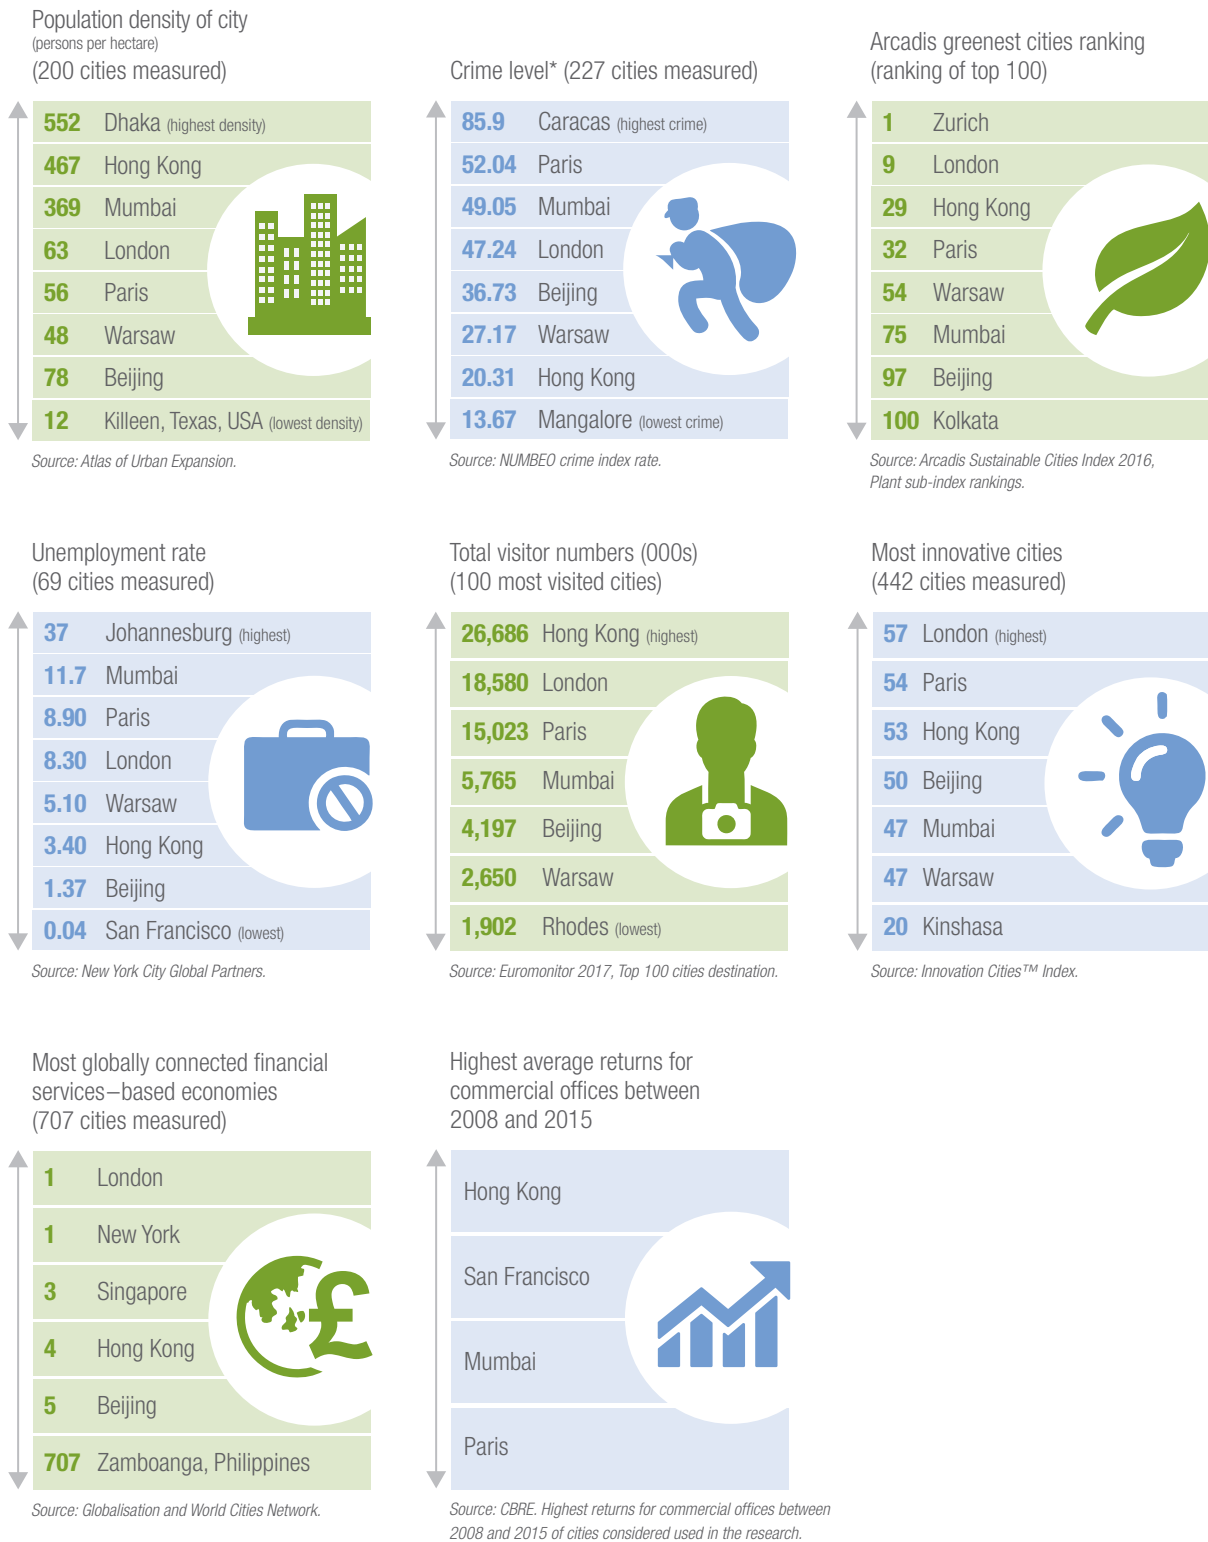 Population density of city
(persons per hectare)
(200 cities measured)
552 Dhaka (highest density)
467 Hong Kong
369 Mumbai
63 London
56 Paris
48 Warsaw
78 Beijing
12 Killeen, Texas, USA (lowest density)
Source: Atlas of Urban Expansion.
Crime level* (227 cities measured)
85.9 Caracas (highest crime)
52.04 Paris
49.05 Mumbai
47.24 London
36.73 Beijing
27.17 Warsaw
20.31 Hong Kong
13.67 Mangalore (lowest crime)
Source: NUMBEO crime index rate.
Arcadis greenest cities ranking
(ranking of top 100)
1 Zurich
9 London
29 Hong Kong
32 Paris
54 Warsaw
75 Mumbai
97 Beijing
100 Kolkata
Source: Arcadis Sustainable Cities Index 2016,
Plant sub-index rankings.
Unemployment rate
(69 cities measured)
37 Johannesburg (highest)
11.7 Mumbai
8.90 Paris
8.30 London
5.10 Warsaw
3.40 Hong Kong
1.37 Beijing
0.04 San Francisco (lowest)
Source: New York City Global Partners.
Total visitor numbers (000s)
(100 most visited cities)
26,686 Hong Kong (highest)
18,580 London
15,023 Paris
5,765 Mumbai
4,197 Beijing
2,650 Warsaw
1,902 Rhodes (lowest)
Source: Euromonitor 2017, Top 100 cities destination.
Most innovative cities
(442 cities measured)
57 London (highest)
54 Paris
53 Hong Kong
50 Beijing
47 Mumbai
47 Warsaw
20 Kinshasa
Source: Innovation Cities™ Index.
Most globally connected financial
services–based economies
(707 cities measured)
1 London
1 New York
3 Singapore
4 Hong Kong
5 Beijing
707 Zamboanga, Philippines
Source: Globalisation and World Cities Network.
Highest average returns for
commercial offices between
2008 and 2015
Hong Kong
San Francisco
Mumbai
Paris
Source: CBRE. Highest returns for commercial offices between
2008 and 2015 of cities considered used in the research.